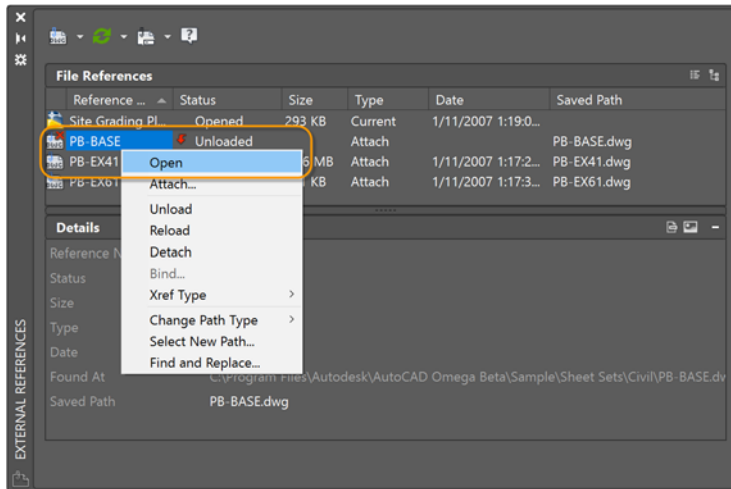 File References
Reference ... Status Size Type Date Saved Path
Site Grading Pl... Opened 293 KB Current 1/11/2007 1:19:0...
PB-BASE Unloaded Attach PB-BASE.dwg
PB-EX41 MB Attach 1/11/2007 1:17:2... PB-EX41.dwg
PB-EX61 KB Attach 1/11/2007 1:17:3... PB-EX61.dwg
Open
Attach...
Unload
Reload
Detach
Bind...
Xref Type
Change Path Type
Select New Path...
Find and Replace...
Details
Reference N
Status
Size
Type
Date
Found At C:\Program Files\Autodesk\AutoCAD Omega Beta\Sample\Sheet Sets\Civil\PB-BASE.dw
Saved Path PB-BASE.dwg
EXTERNAL REFERENCES